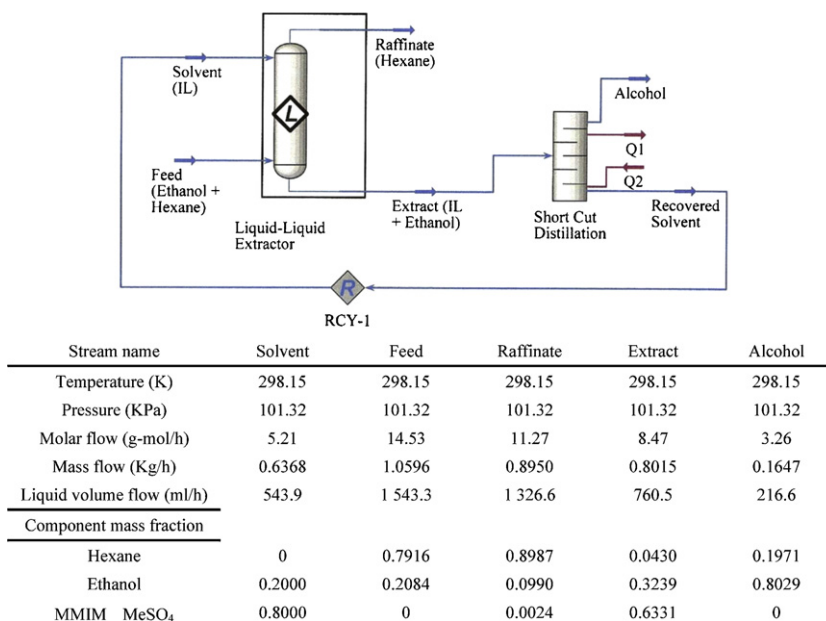 Raffinate
(Hexane)
Solvent
(IL)
L
Alcohol
Q1
Feed
(Ethanol +
Hexane)
Q2
Extract (IL
+ Ethanol)
Recovered
Solvent
Short Cut
Distillation
Liquid-Liquid
Extractor
R
RCY-1
Stream name Solvent Feed Raffinate Extract Alcohol
Temperature (K) 298.15 298.15 298.15 298.15 298.15
Pressure (KPa) 101.32 101.32 101.32 101.32 101.32
Molar flow (g-mol/h) 5.21 14.53 11.27 8.47 3.26
Mass flow (Kg/h) 0.6368 1.0596 0.8950 0.8015 0.1647
Liquid volume flow (ml/h) 543.9 1 543.3 1 326.6 760.5 216.6
Component mass fraction
Hexane 0 0.7916 0.8987 0.0430 0.1971
Ethanol 0.2000 0.2084 0.0990 0.3239 0.8029
MMIM MeSO₄ 0.8000 0 0.0024 0.6331 0